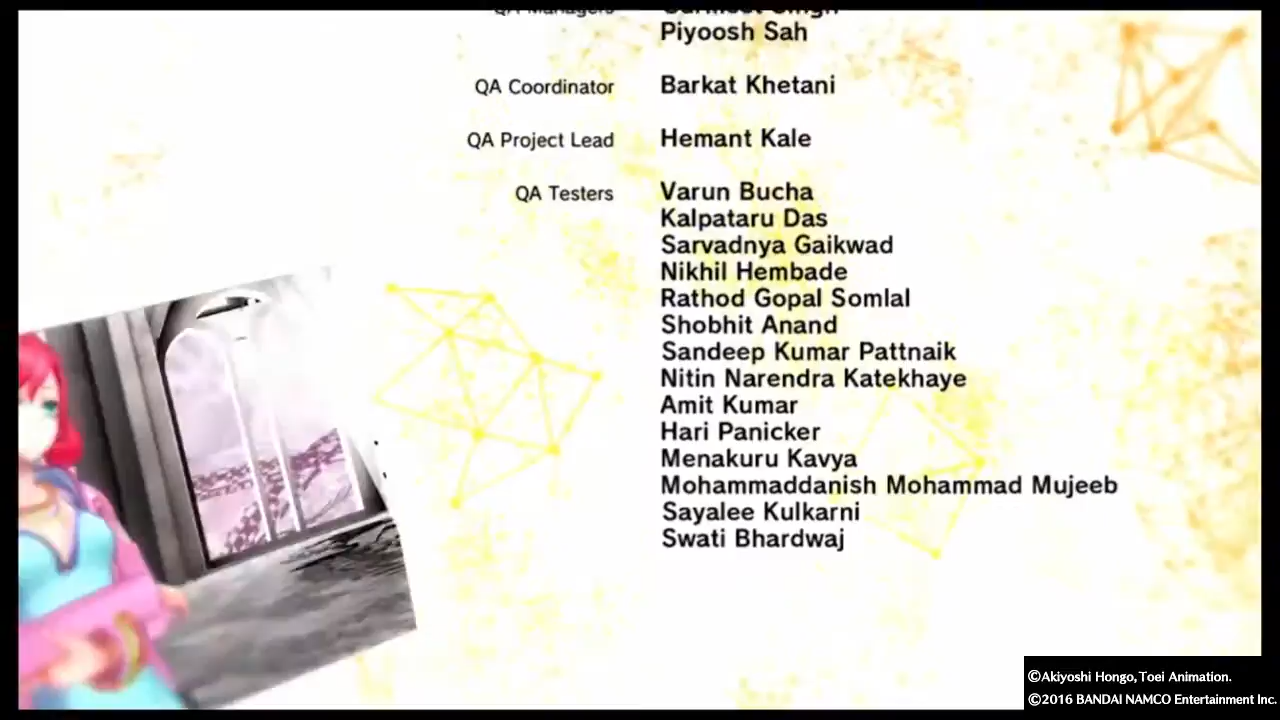 QA Managers
Piyoosh Sah
QA Coordinator Barkat Khetani
QA Project Lead Hemant Kale
QA Testers Varun Bucha
Kalpataru Das
Sarvadnya Gaikwad
Nikhil Hembade
Rathod Gopal Somlal
Shobhit Anand
Sandeep Kumar Pattnaik
Nitin Narendra Katekhaye
Amit Kumar
Hari Panicker
Menakuru Kavya
Mohammaddanish Mohammad Mujeeb
Sayalee Kulkarni
Swati Bhardwaj
©Akiyoshi Hongo, Toei Animation.
©2016 BANDAI NAMCO Entertainment Inc.